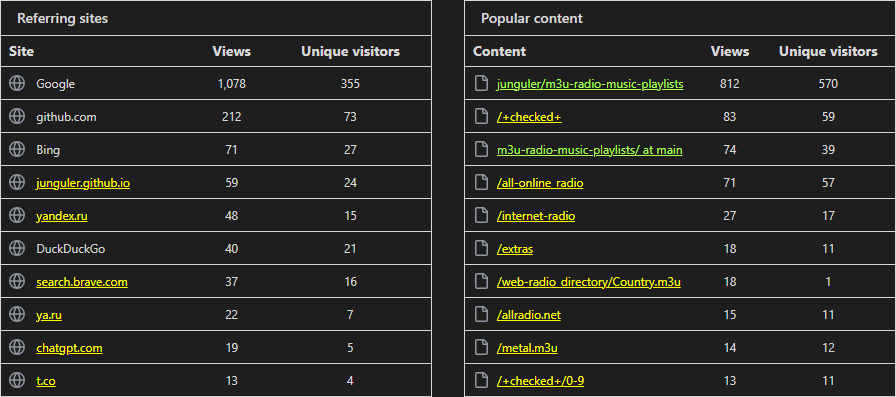 Referring sites
Site Views Unique visitors
Google 1,078 355
github.com 212 73
Bing 71 27
junguler.github.io 59 24
yandex.ru 48 15
DuckDuckGo 40 21
search.brave.com 37 16
ya.ru 22 7
chatgpt.com 19 5
t.co 13 4
Popular content
Content Views Unique visitors
junguler/m3u-radio-music-playlists 812 570
/+checked+ 83 59
m3u-radio-music-playlists/ at main 74 39
/all-online_radio 71 57
/internet-radio 27 17
/extras 18 11
/web-radio_directory/Country.m3u 18 1
/allradio.net 15 11
/metal.m3u 14 12
/+checked+/0-9 13 11